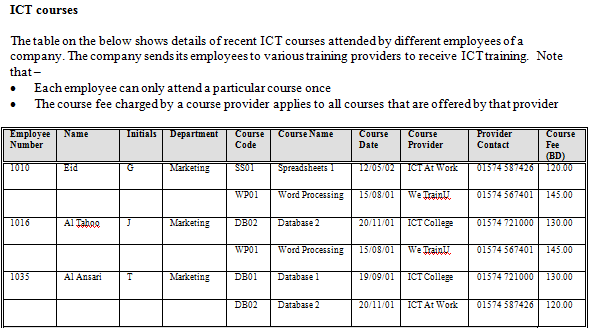 ICT courses
The table on the below shows details of recent ICT courses attended by different employees of a
company. The company sends its employees to various training providers to receive ICT training. Note
that –
• Each employee can only attend a particular course once
• The course fee charged by a course provider applies to all courses that are offered by that provider
Employee Number Name Initials Department Course Code Course Name Course Date Course Provider Provider Contact Course Fee (BD)
1010 Eid G Marketing SS01 Spreadsheets 1 12/05/02 ICT At Work 01574 587426 120.00
WP01 Word Processing 15/08/01 We TrainU 01574 567401 145.00
1016 Al Tahoo J Marketing DB02 Database 2 20/11/01 ICT College 01574 721000 130.00
WP01 Word Processing 15/08/01 We TrainU 01574 567401 145.00
1035 Al Ansari T Marketing DB01 Database 1 19/09/01 ICT College 01574 721000 130.00
DB02 Database 2 20/11/01 ICT At Work 01574 587426 120.00